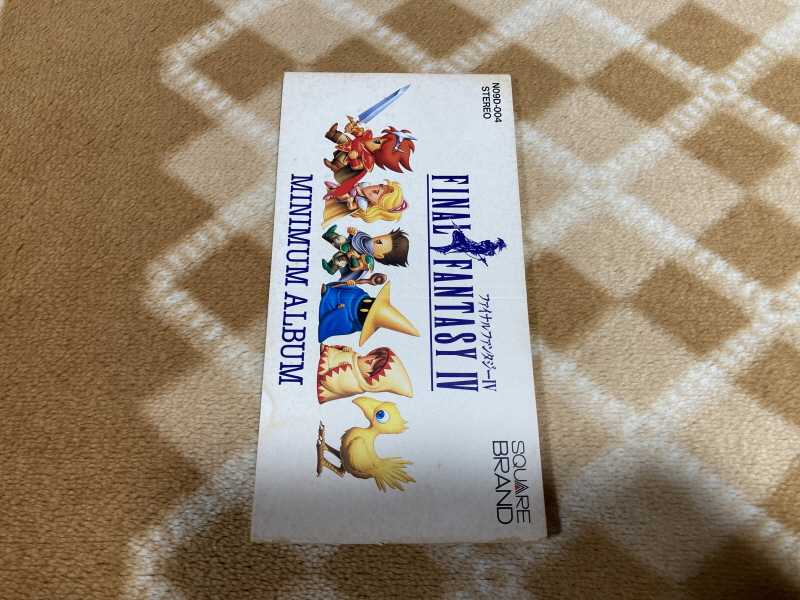 N09D-004
STEREO
FINAL FANTASY IV
ファイナルファンタジーIV
MINIMUM ALBUM
SQUARE
BRAND